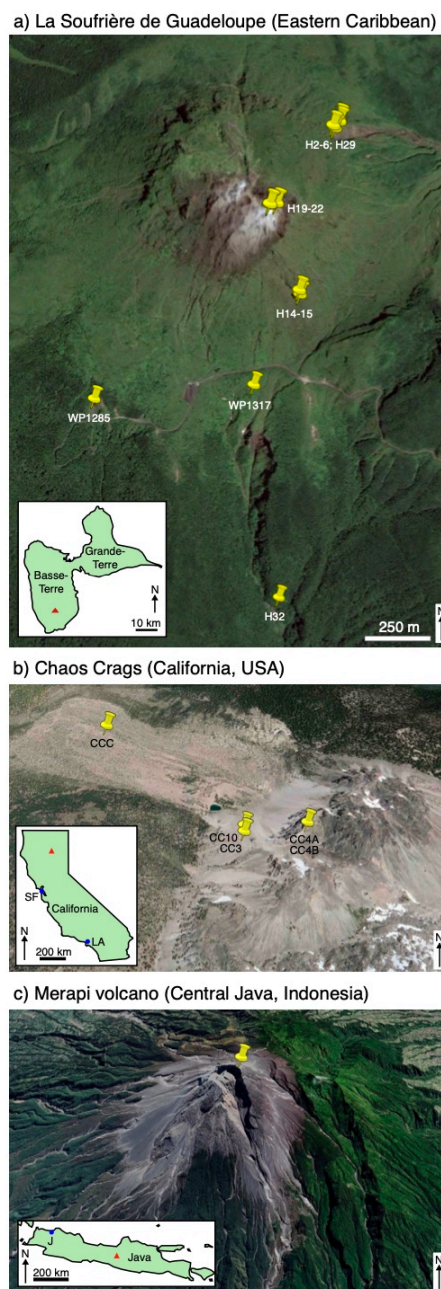 a) La Soufrière de Guadeloupe (Eastern Caribbean)
H2-6; H29
H19-22
H14-15
WP1285
WP1317
H32
Grande-
Terre
Basse-
Terre
N
10 km
N
250 m
b) Chaos Crags (California, USA)
CCC
CC10
CC3
CC4A
CC4B
SF
California
N
LA
200 km
N
c) Merapi volcano (Central Java, Indonesia)
J
N
Java
200 km
N